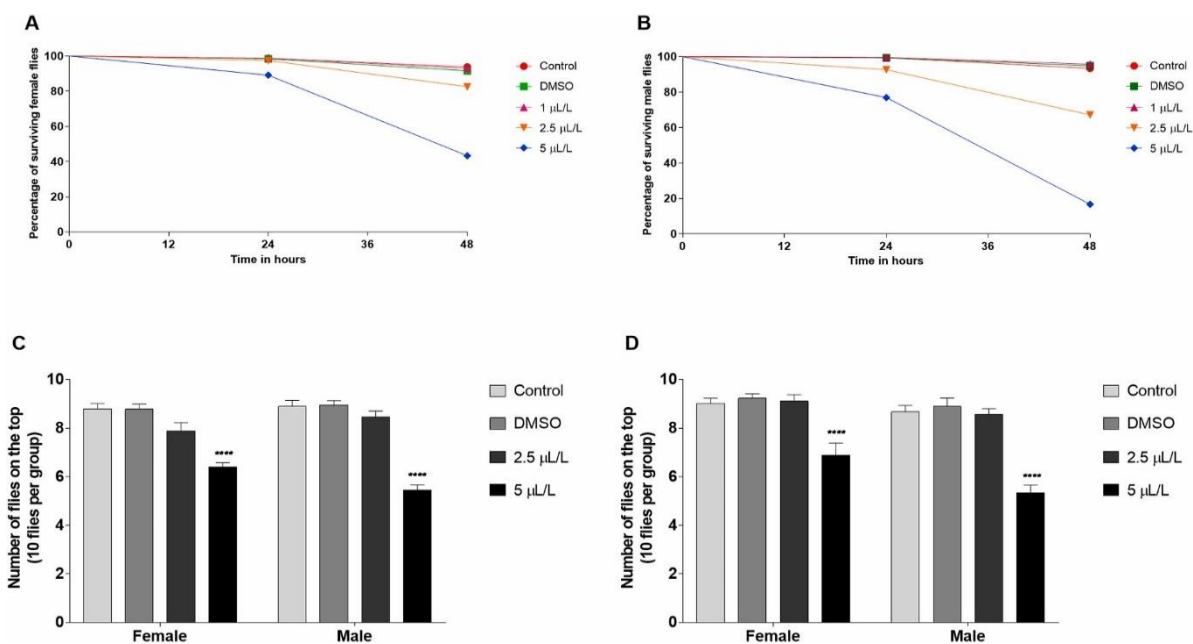 A
Percentage of surviving female flies
100
80
60
40
20
0
0 12 24 36 48
Time in hours
Control
DMSO
1 μL/L
2.5 μL/L
5 μL/L
B
Percentage of surviving male flies
100
80
60
40
20
0
0 12 24 36 48
Time in hours
Control
DMSO
1 μL/L
2.5 μL/L
5 μL/L
C
Number of flies on the top
(10 flies per group)
10
8
6
4
2
0
****
****
Female Male
Control
DMSO
2.5 μL/L
5 μL/L
D
Number of flies on the top
(10 flies per group)
10
8
6
4
2
0
****
****
Female Male
Control
DMSO
2.5 μL/L
5 μL/L